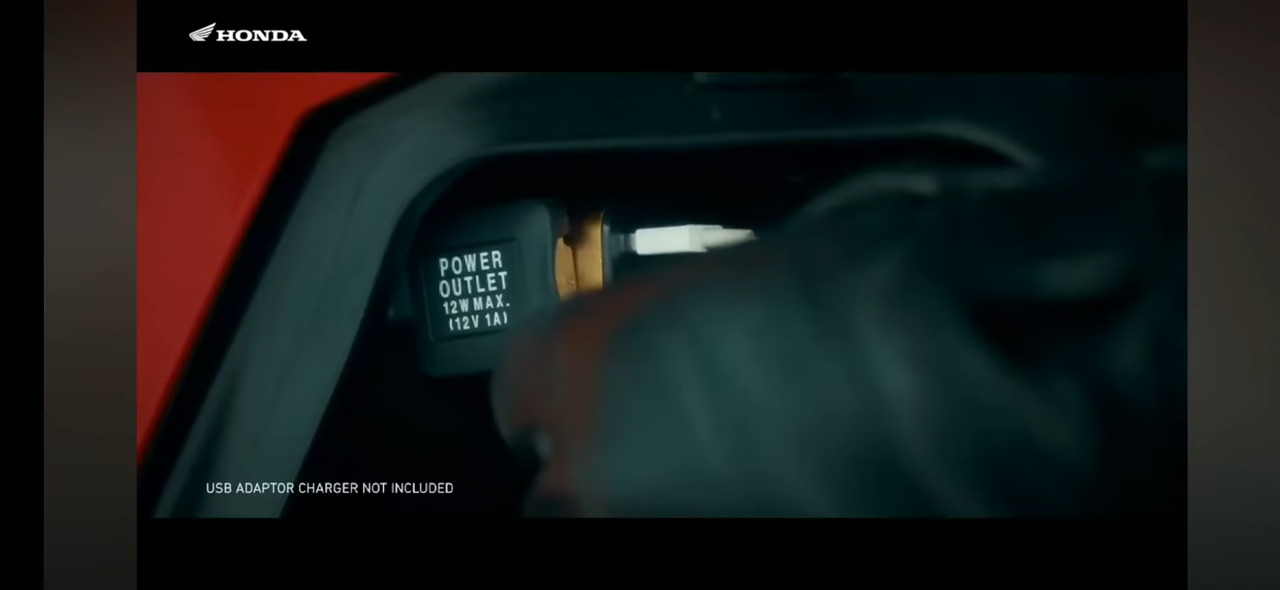 HONDA
POWER
OUTLET
12W MAX.
(12V 1A)
USB ADAPTOR CHARGER NOT INCLUDED